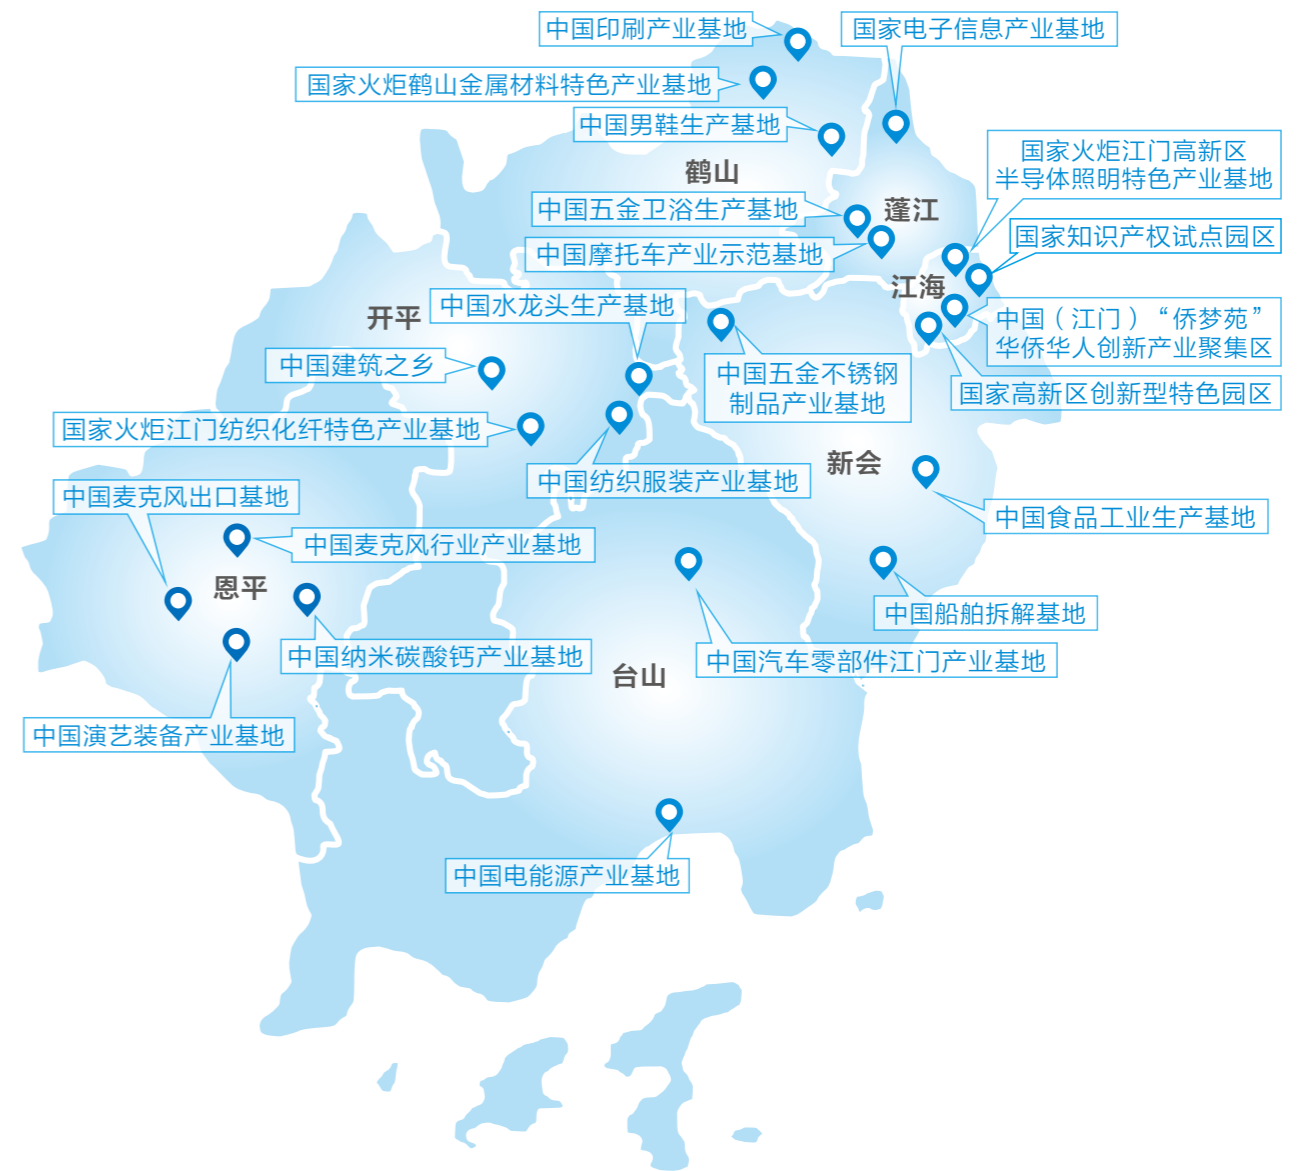 中国印刷产业基地
国家电子信息产业基地
国家火炬鹤山金属材料特色产业基地
中国男鞋生产基地
国家火炬江门高新区
半导体照明特色产业基地
鹤山
中国五金卫浴生产基地
蓬江
国家知识产权试点园区
中国摩托车产业示范基地
江海
中国水龙头生产基地
开平
中国（江门）“侨梦苑”
华侨华人创新产业聚集区
中国建筑之乡
中国五金不锈钢
制品产业基地
国家高新区创新型特色园区
国家火炬江门纺织化纤特色产业基地
新会
中国纺织服装产业基地
中国麦克风出口基地
中国食品工业生产基地
中国麦克风行业产业基地
恩平
中国船舶拆解基地
中国纳米碳酸钙产业基地
中国汽车零部件江门产业基地
台山
中国演艺装备产业基地
中国电能源产业基地